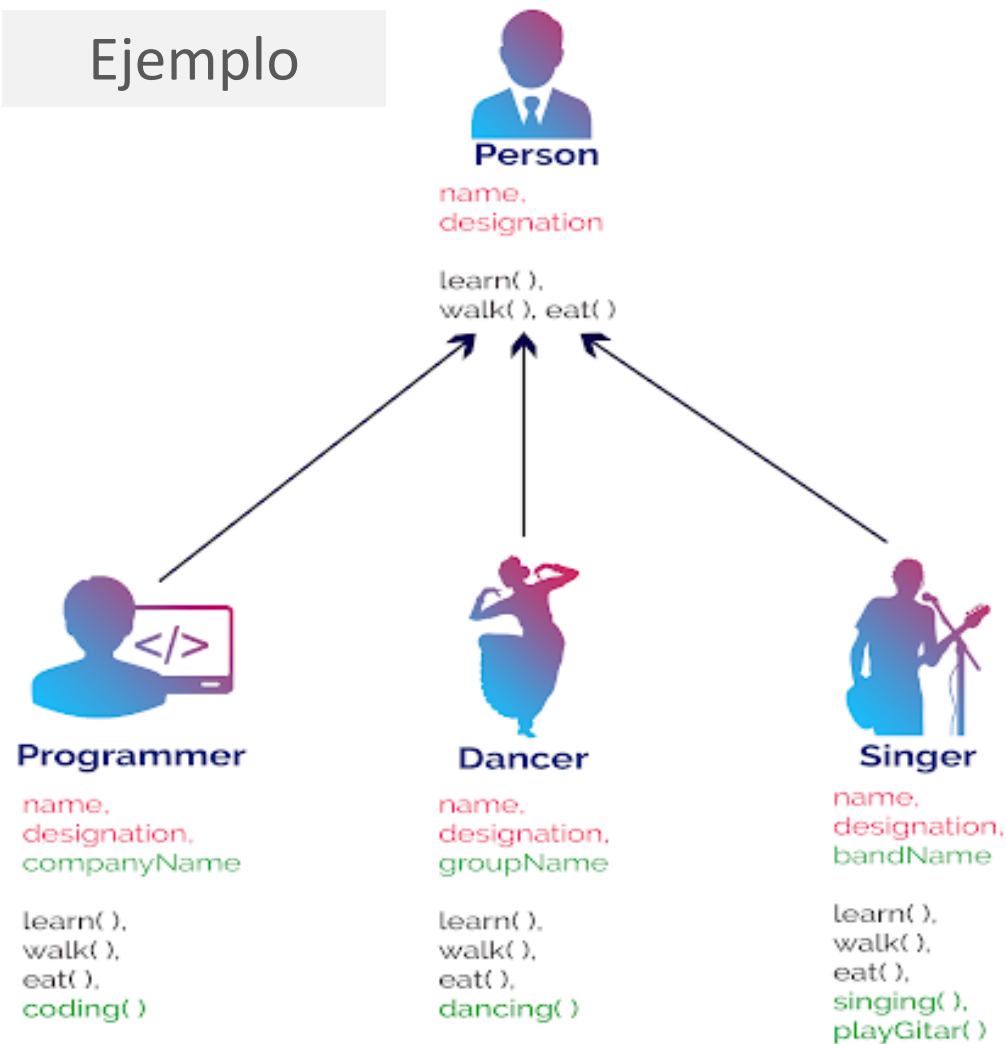 Ejemplo
Person
name,
designation
learn( ),
walk( ), eat( )
</>
Programmer
name,
designation,
companyName
learn( ),
walk( ),
eat( ),
coding( )
Dancer
name,
designation,
groupName
learn( ),
walk( ),
eat( ),
dancing( )
Singer
name,
designation,
bandName
learn( ),
walk( ),
eat( ),
singing( ),
playGitar( )